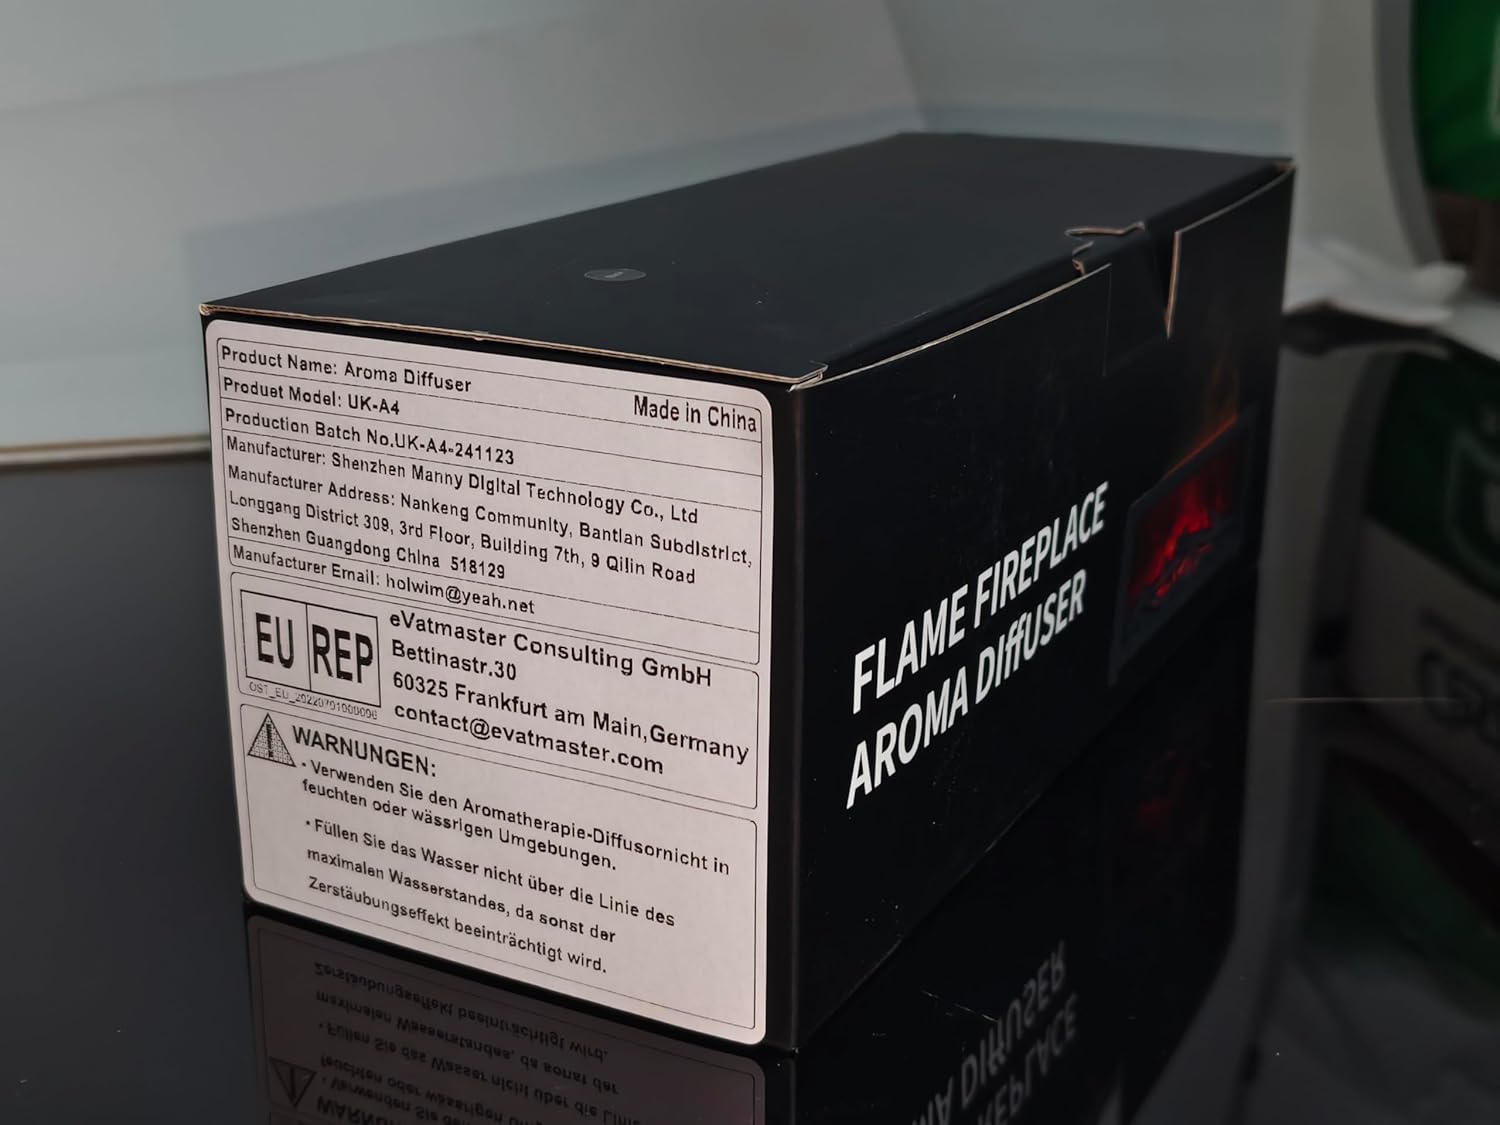 Product Name: Aroma Diffuser
Produet Model: UK-A4
Made in China
Production Batch No.UK-A4-241123
Manufacturer: Shenzhen Manny Digital Technology Co., Ltd
Manufacturer Address: Nankeng Community, Bantian Subdistrict,
Longgang District 309, 3rd Floor, Building 7th, 9 Qilin Road
Shenzhen Guangdong China 518129
Manufacturer Email: holwim@yeah.net
EU REP
OST_EU_20220701000096
eVatmaster Consulting GmbH
Bettinastr.30
60325 Frankfurt am Main,Germany
contact@evatmaster.com
WARNUNGEN:
• Verwenden Sie den Aromatherapie-Diffusornicht in
feuchten oder wässrigen Umgebungen.
• Füllen Sie das Wasser nicht über die Linie des
maximalen Wasserstandes, da sonst der
Zerstäubungseffekt beeinträchtigt wird.
FLAME FIREPLACE
AROMA DIffUSER